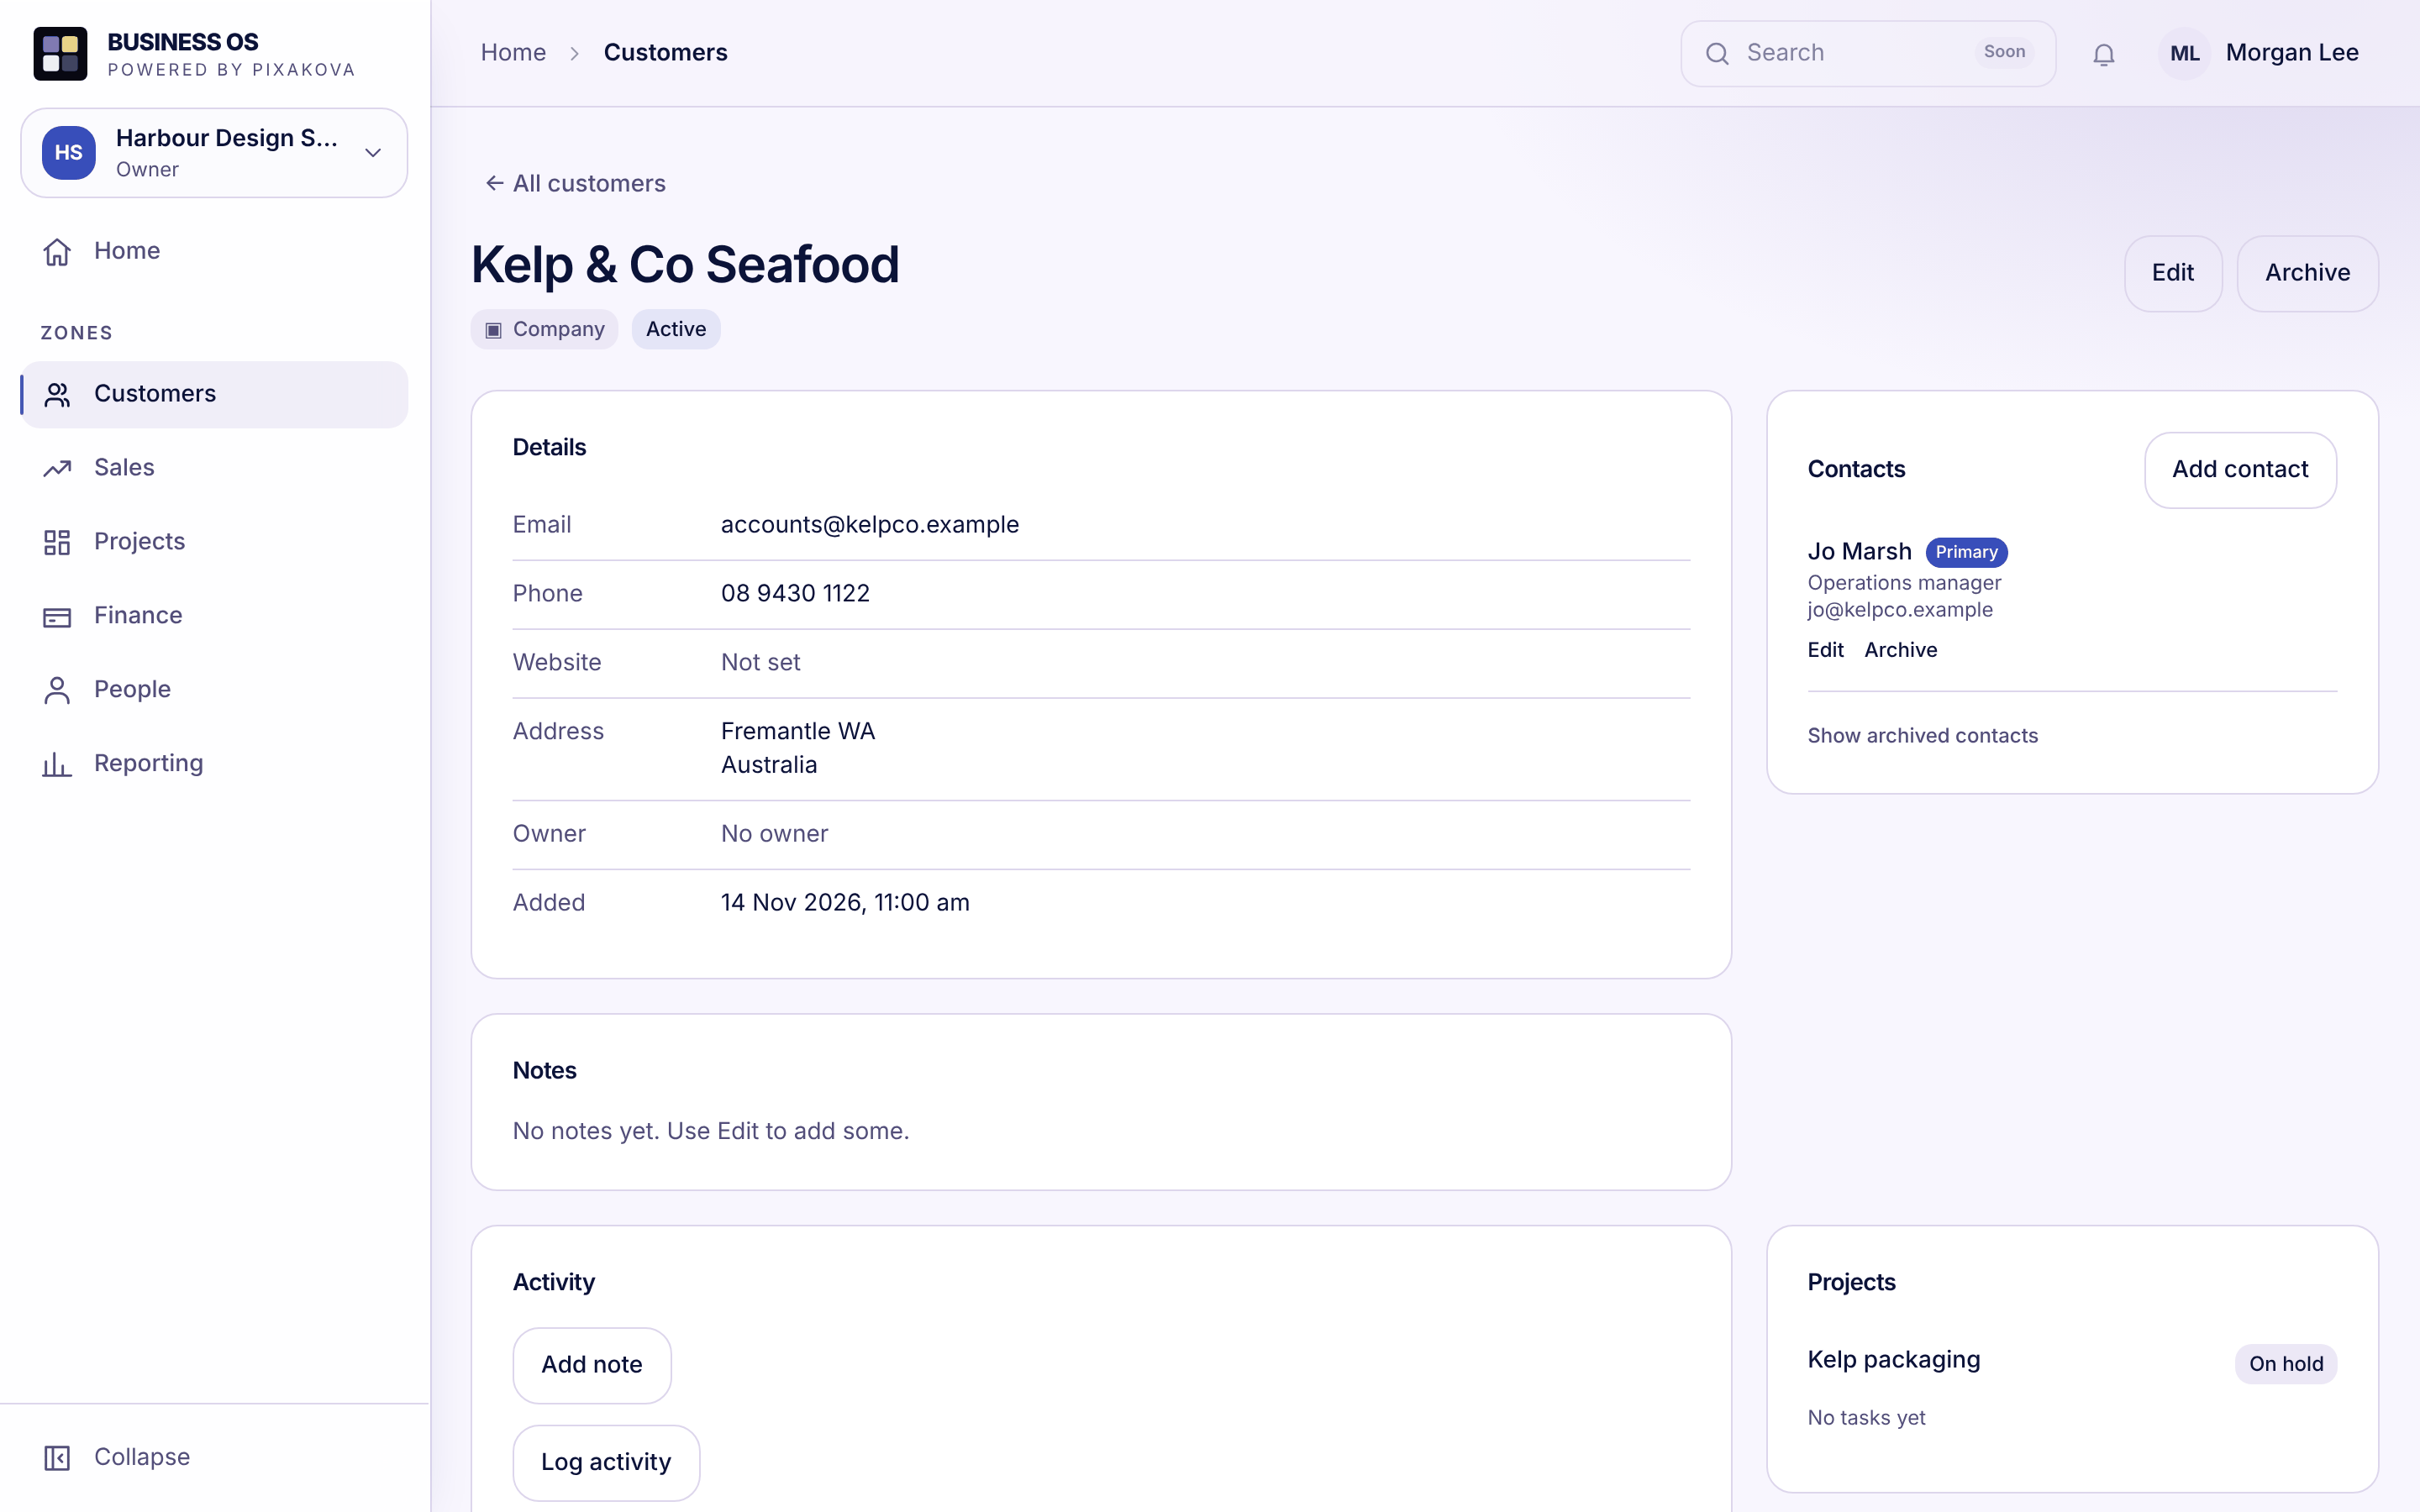 BUSINESS OS
POWERED BY PIXAKOVA
HS
Harbour Design S...
Owner
Home
ZONES
Customers
Sales
Projects
Finance
People
Reporting
Collapse
Home > Customers
Search
Soon
ML
Morgan Lee
← All customers
Kelp & Co Seafood
Company
Active
Edit
Archive
Details
Email accounts@kelpco.example
Phone 08 9430 1122
Website Not set
Address Fremantle WA
Australia
Owner No owner
Added 14 Nov 2026, 11:00 am
Contacts
Add contact
Jo Marsh Primary
Operations manager
jo@kelpco.example
Edit Archive
Show archived contacts
Notes
No notes yet. Use Edit to add some.
Activity
Add note
Log activity
Projects
Kelp packaging
On hold
No tasks yet